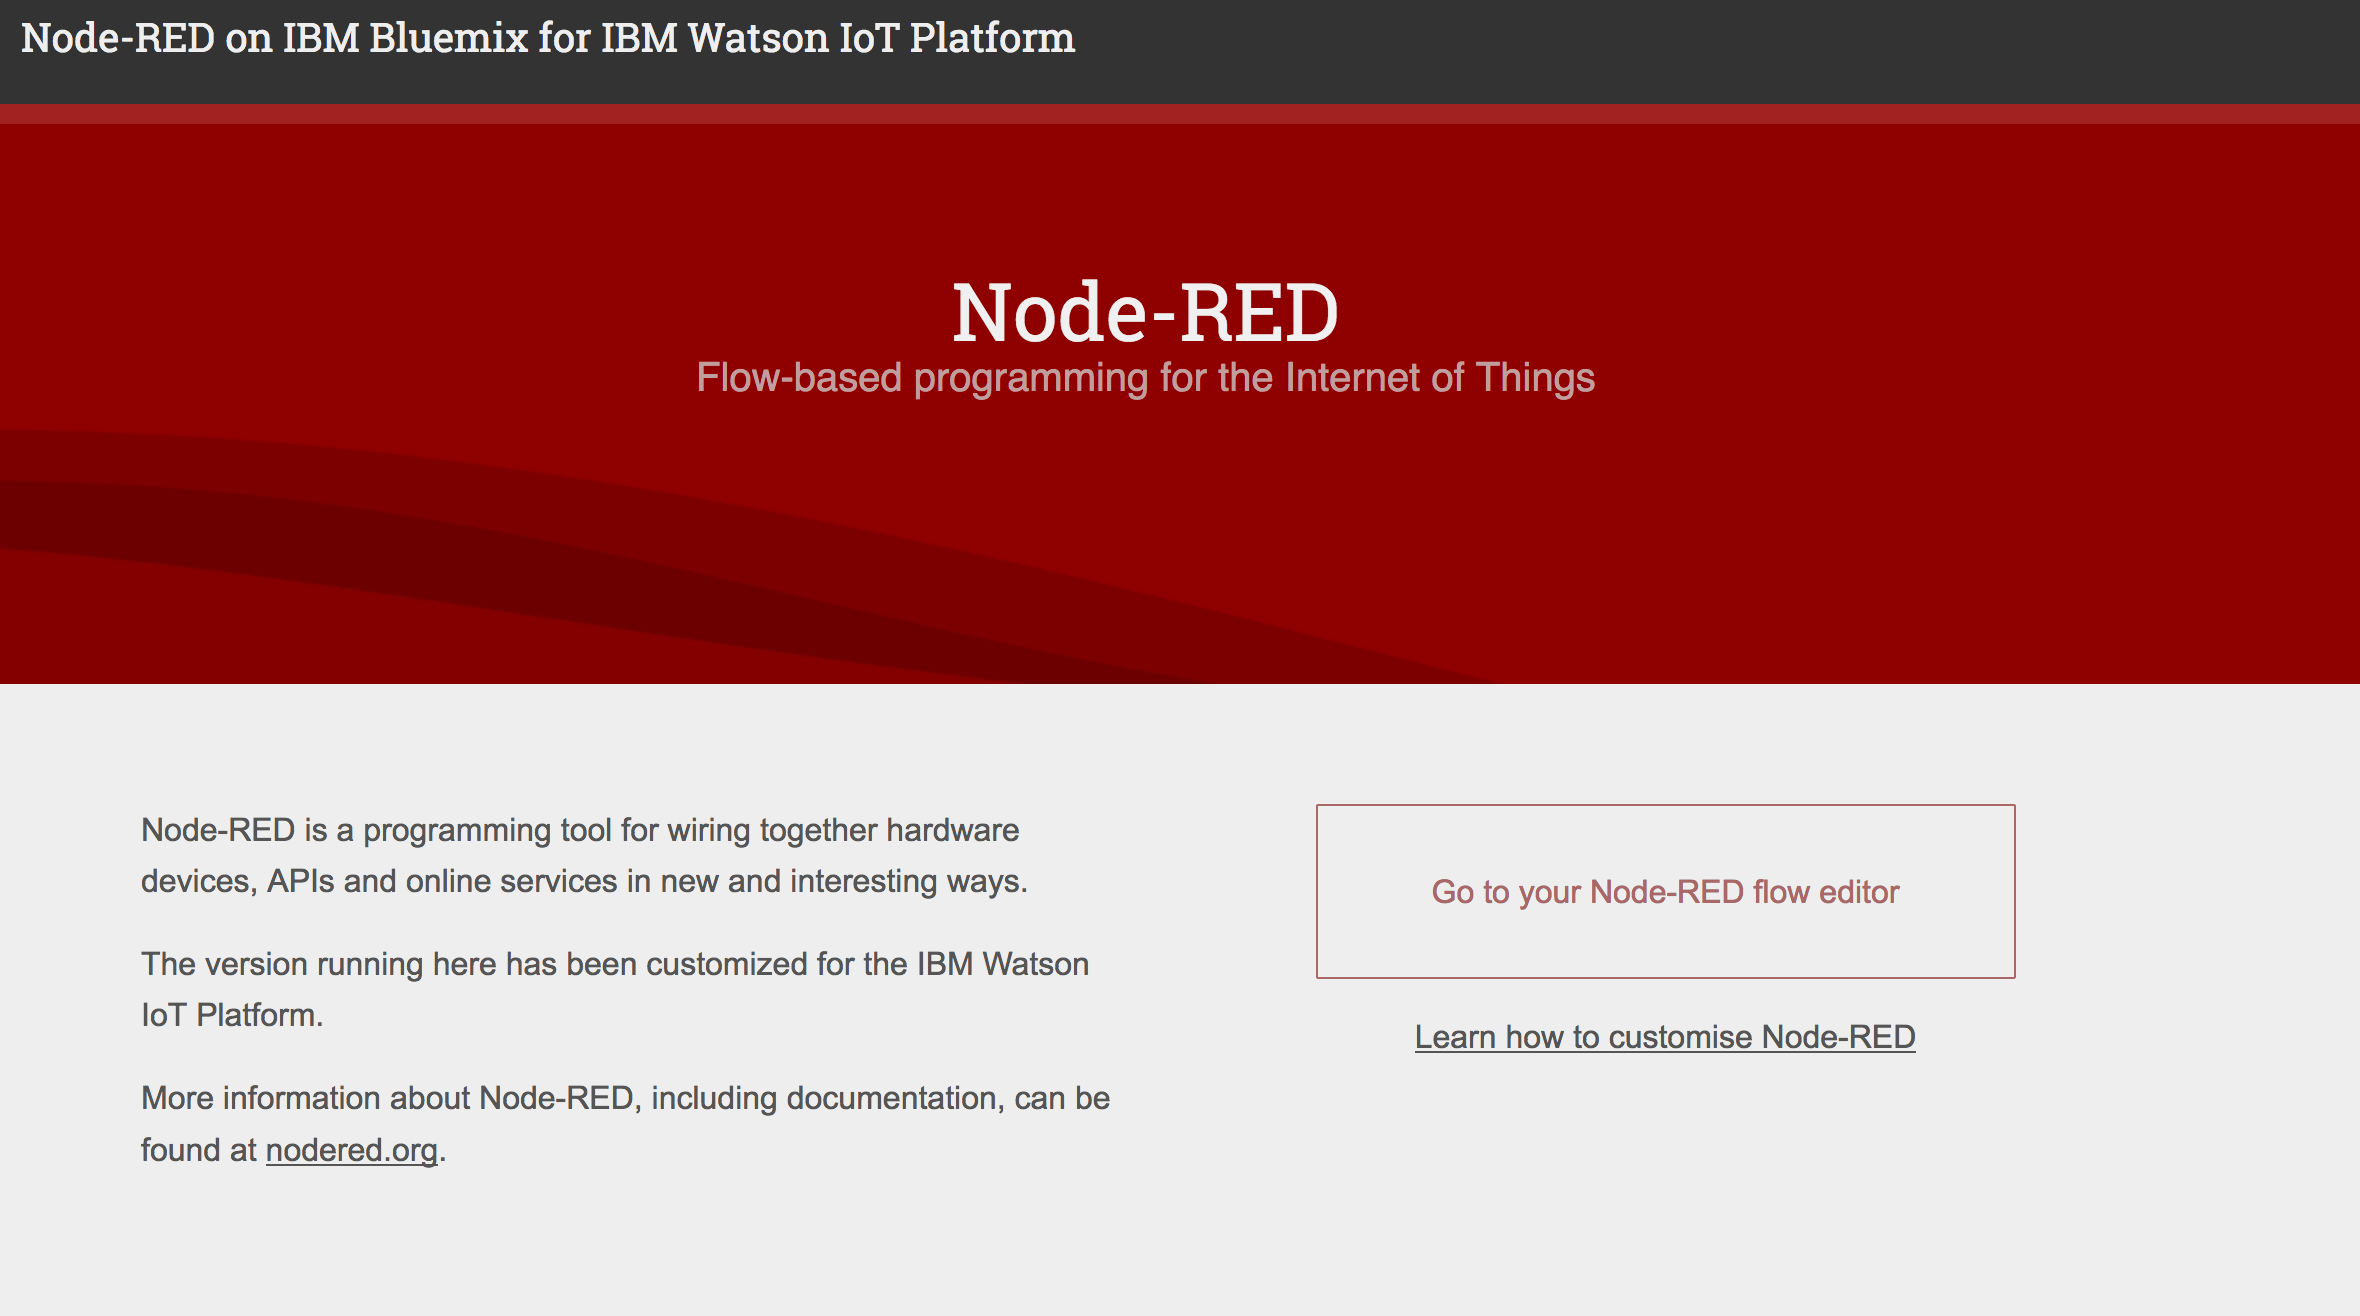 Node-RED on IBM Bluemix for IBM Watson IoT Platform
Node-RED
Flow-based programming for the Internet of Things
Node-RED is a programming tool for wiring together hardware
devices, APIs and online services in new and interesting ways.
The version running here has been customized for the IBM Watson
IoT Platform.
More information about Node-RED, including documentation, can be
found at nodered.org.
Go to your Node-RED flow editor
Learn how to customise Node-RED